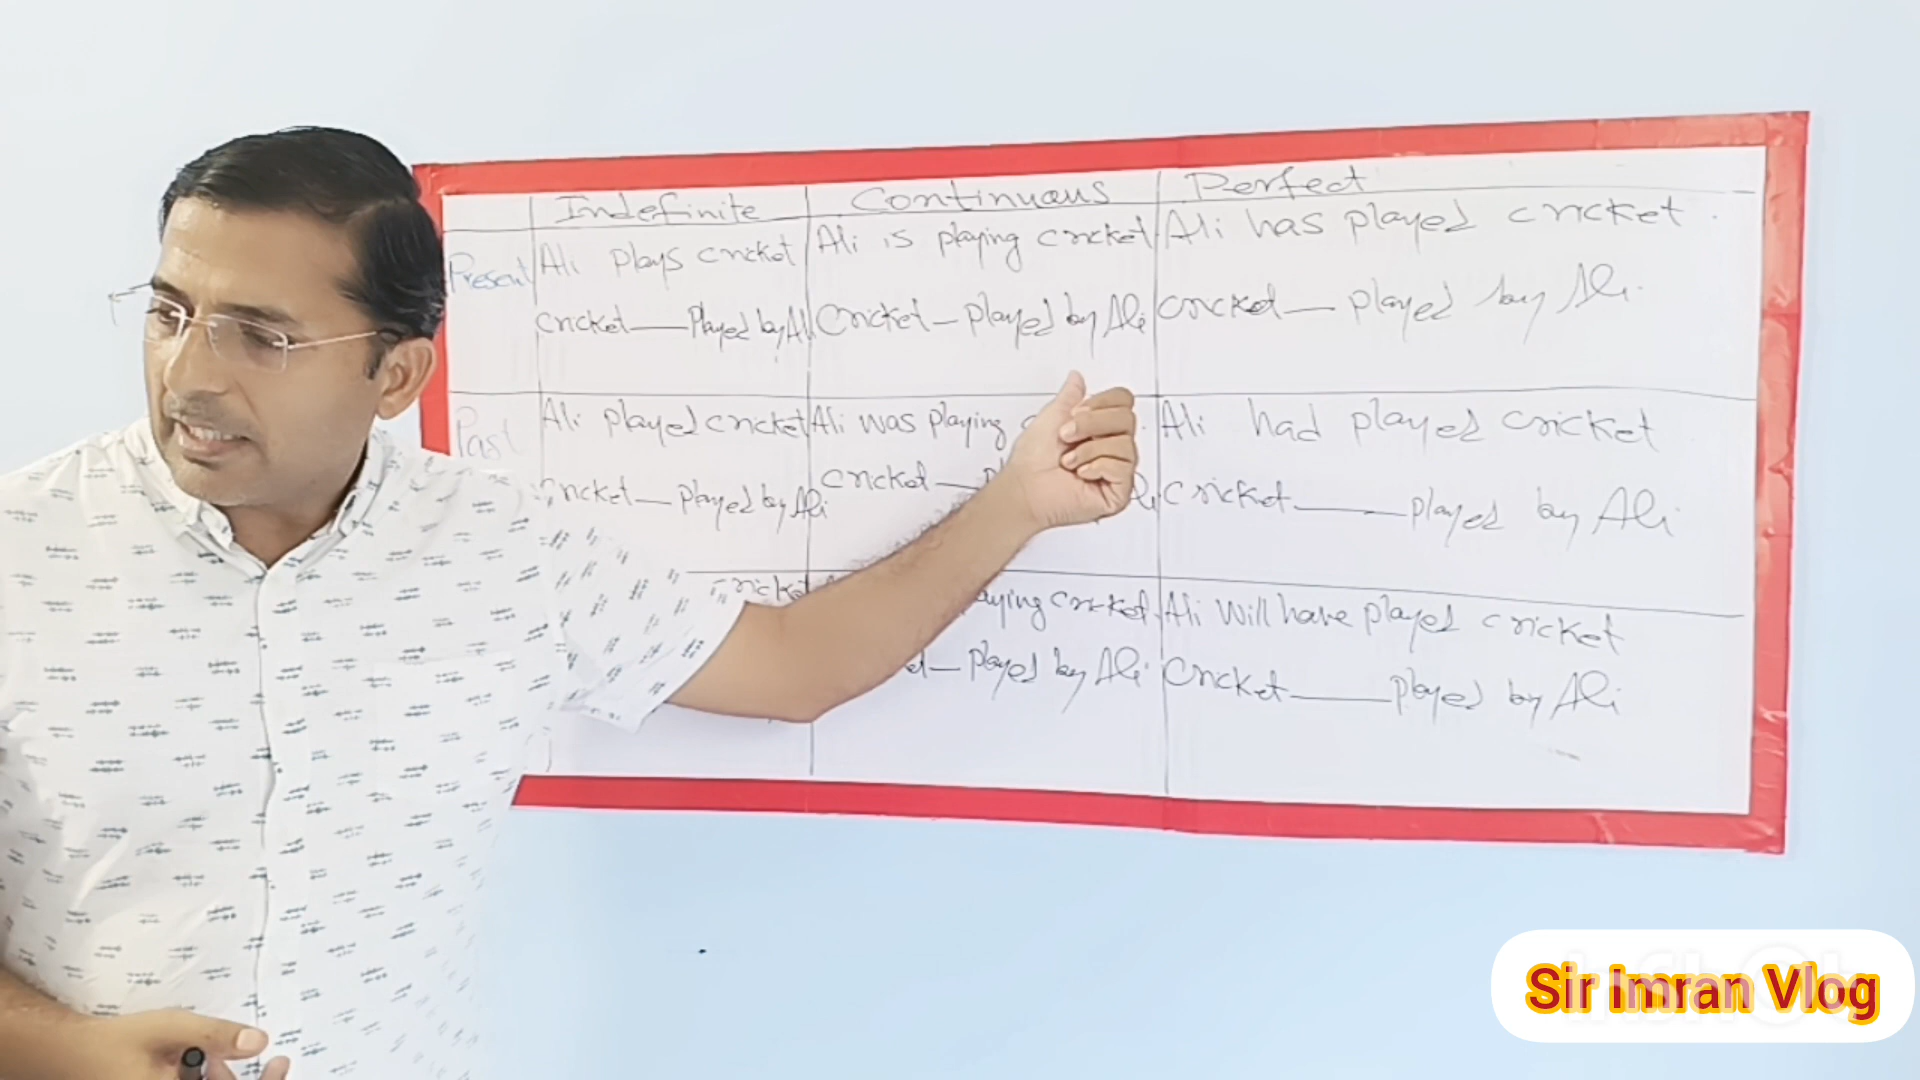 Indefinite Continuous Perfect
Present Ali plays cricket Ali is playing cricket. Ali has played cricket.
cricket — Played by Ali Cricket — played by Ali cricket — played by Ali.
Past Ali played cricket Ali was playing Ali had played cricket
cricket — played by Ali cricket — cricket — played by Ali
cricket playing cricket. Ali Will have played cricket
— played by Ali Cricket — played by Ali
Sir Imran Vlog